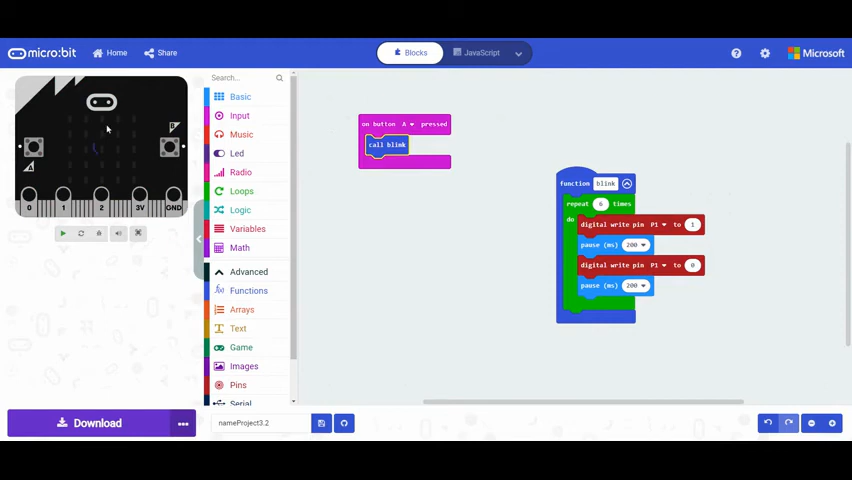 micro:bit
Home
Share
Blocks
JavaScript
Microsoft
A
B
0
1
2
3V
GND
Search...
Basic
Input
Music
Led
Radio
Loops
Logic
Variables
Math
Advanced
Functions
Arrays
Text
Game
Images
Pins
Serial
on button A pressed
call blink
function blink
repeat 6 times
do
digital write pin P1 to 1
pause (ms) 200
digital write pin P1 to 0
pause (ms) 200
Download
nameProject3.2